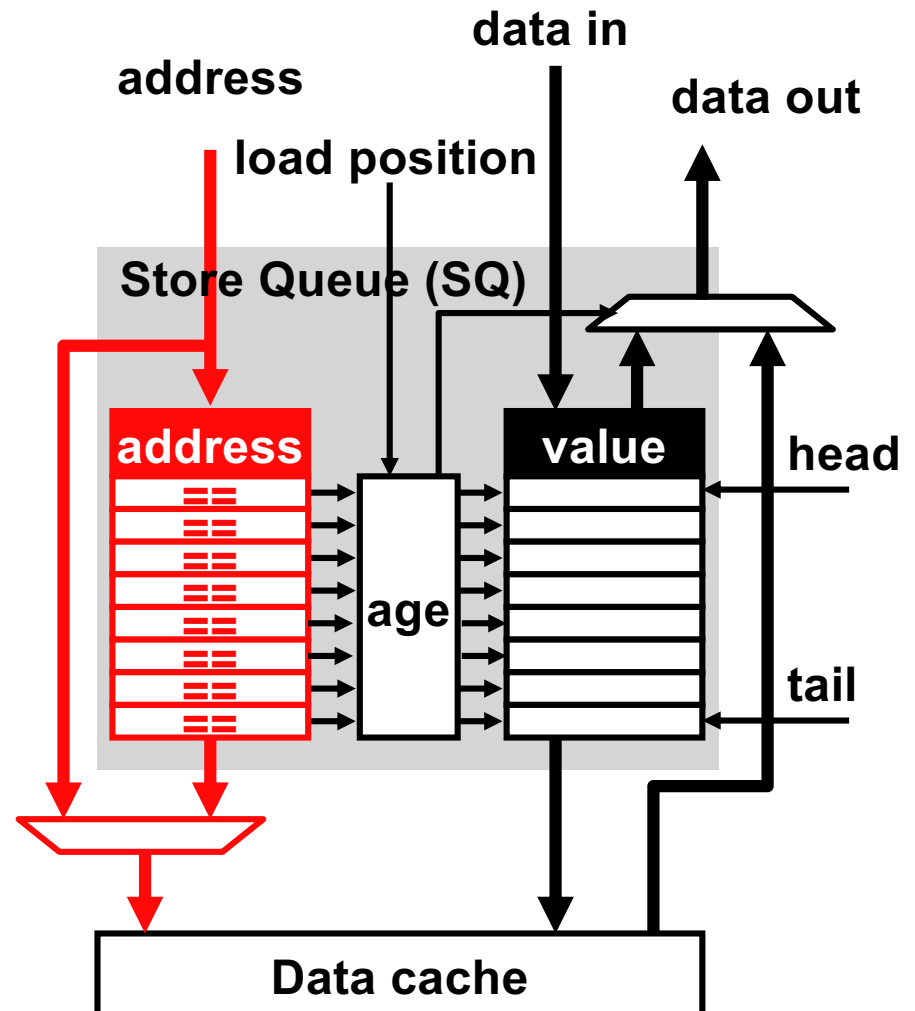 data in
address
data out
load position
Store Queue (SQ)
address
value
head
== 
==
==
==
==
==
==
==
age
tail
Data cache